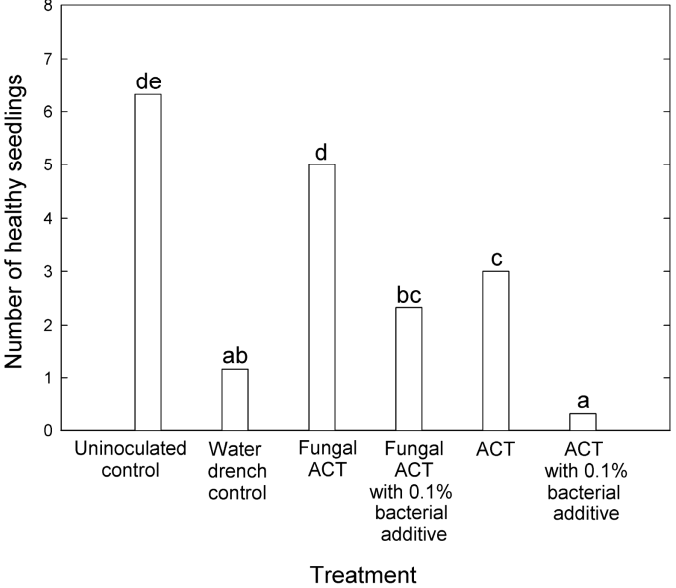 Number of healthy seedlings
8
7
6
5
4
3
2
1
0
de
ab
d
bc
c
a
Uninoculated
control
Water
drench
control
Fungal
ACT
Fungal
ACT
with 0.1%
bacterial
additive
ACT
ACT
with 0.1%
bacterial
additive
Treatment